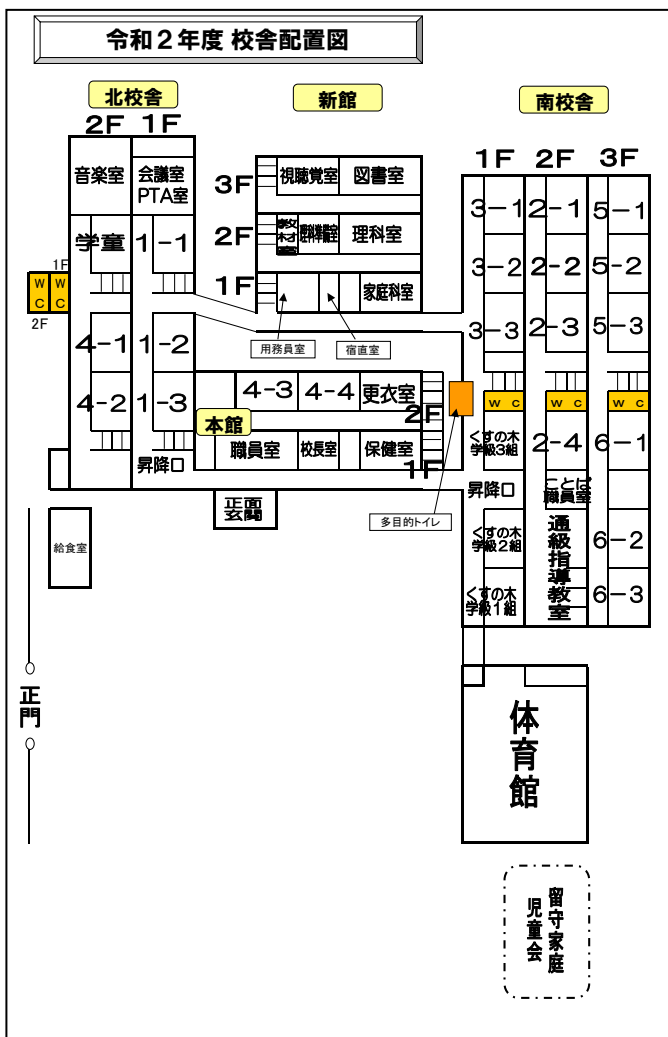 令和２年度 校舎配置図
北校舎
新館
南校舎
2F 1F
音楽室
会議室
PTA室
学童
1-1
1F
W W
C C
2F
4-1
1-2
4-2
1-3
昇降口
3F
視聴覚室
図書室
2F
教材室
理科室
1F
家庭科室
用務員室
宿直室
本館
4-3
4-4
更衣室
2F
職員室
校長室
保健室
1F
正面
玄関
多目的トイレ
給食室
正門
1F 2F 3F
3-1
2-1
5-1
3-2
2-2
5-2
3-3
2-3
5-3
W C
W C
W C
くすの木
学級3組
2-4
6-1
昇降口
ことば
職員室
くすの木
学級２組
通級指導教室
6-2
くすの木
学級１組
6-3
体育館
留守家庭
児童会